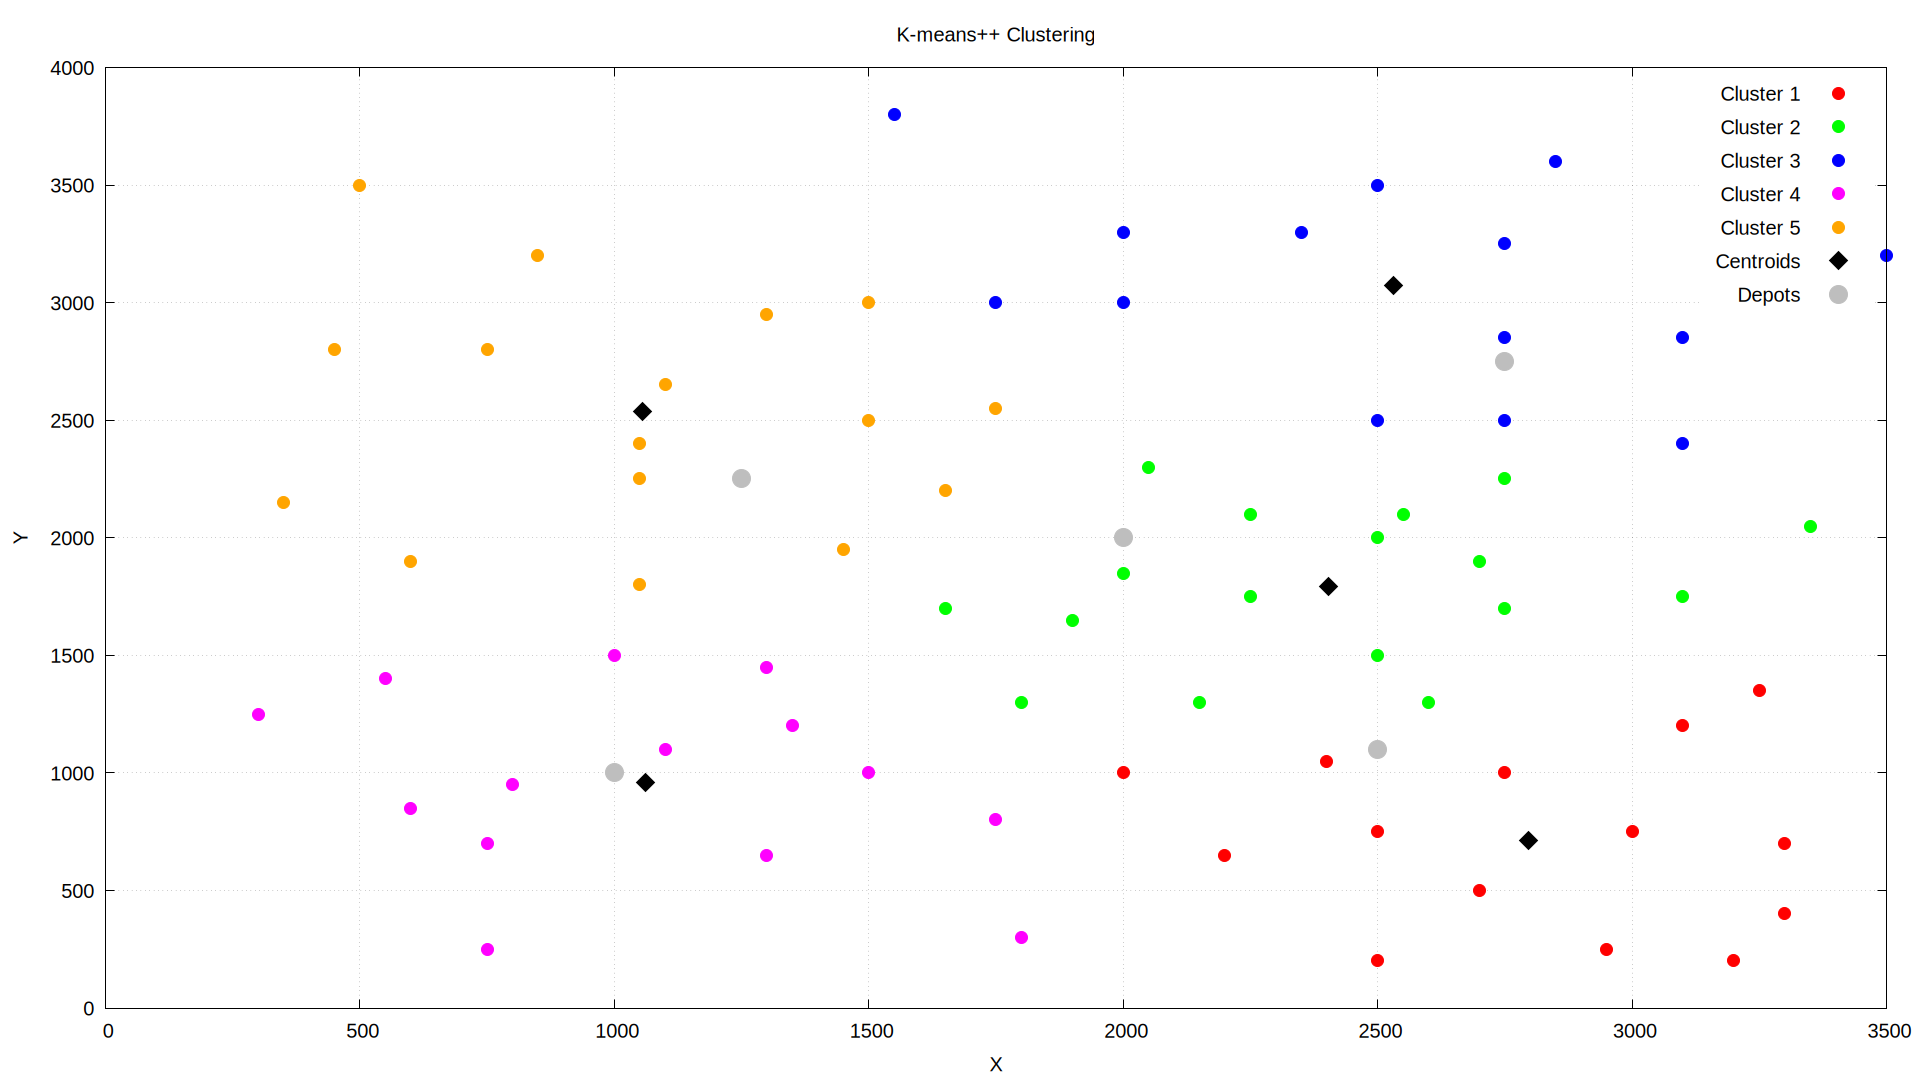 K-means++ Clustering
4000
3500
3000
2500
2000
1500
1000
500
0
0 500 1000 1500 2000 2500 3000 3500
X
Y
Cluster 1
Cluster 2
Cluster 3
Cluster 4
Cluster 5
Centroids
Depots